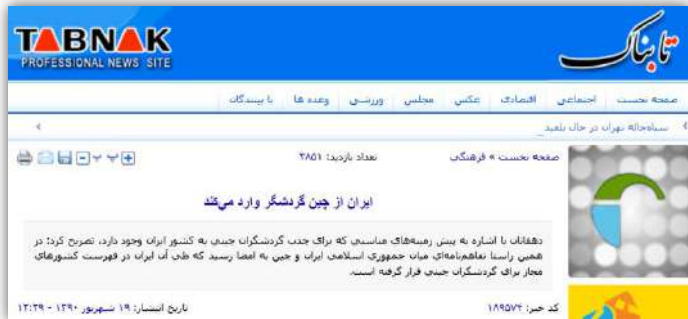 TABNAK
PROFESSIONAL NEWS SITE
تابناک
صفحه نخست اجتماعی اقتصادی عکس مجلس ورزشی وعده ها با بینندگان
سیاهچاله تهران در حال بلعید_
صفحه نخست » فرهنگی
تعداد بازدید: ۳۸۵۱
ایران از چین گردشگر وارد می‌کند
دهقانان با اشاره به پیش زمینه‌های مناسبی که برای جذب گردشگران چینی به کشور ایران وجود دارد، تصریح کرد: در
همین راستا تفاهم‌نامه‌ای میان جمهوری اسلامی ایران و چین به امضا رسید که طی آن ایران در فهرست کشورهای
مجاز برای گردشگران چینی قرار گرفته است.
کد خبر: ۱۸۹۵۷۴
تاریخ انتشار: ۱۹ شهریور ۱۳۹۰ - ۱۲:۳۹